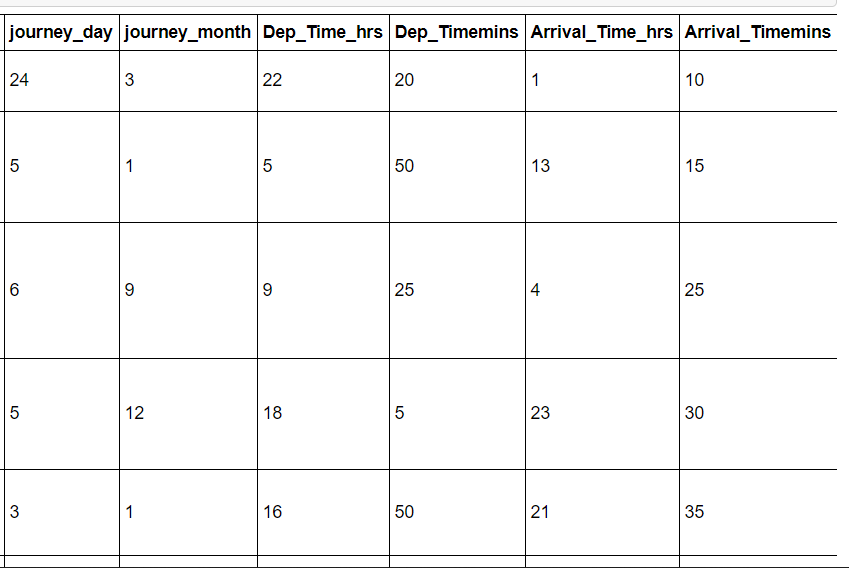 journey_day journey_month Dep_Time_hrs Dep_Timemins Arrival_Time_hrs Arrival_Timemins
24 3 22 20 1 10
5 1 5 50 13 15
6 9 9 25 4 25
5 12 18 5 23 30
3 1 16 50 21 35